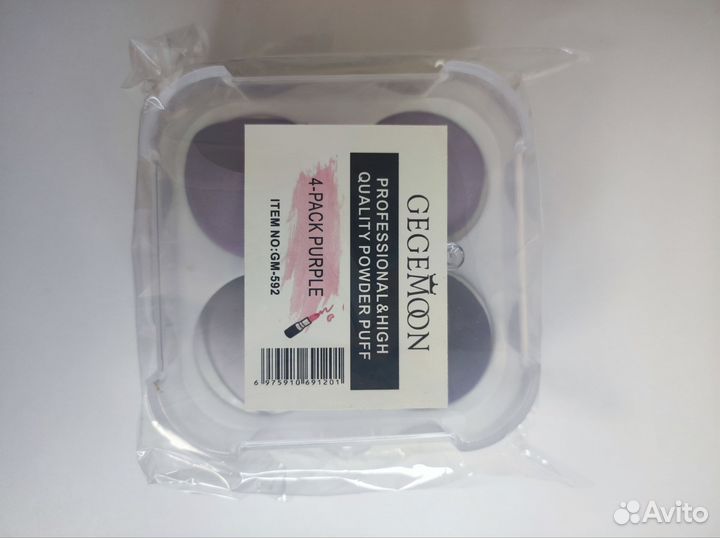 GEGEMOON
PROFESSIONAL&HIGH
QUALITY POWDER PUFF
4-PACK PURPLE
ITEM NO:GM-592
6 975910 691201
Avito